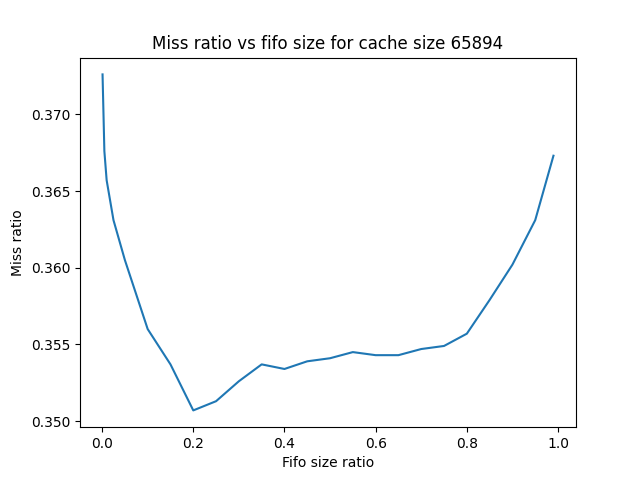 Miss ratio vs fifo size for cache size 65894
0.370
0.365
0.360
0.355
0.350
Miss ratio
0.0 0.2 0.4 0.6 0.8 1.0
Fifo size ratio